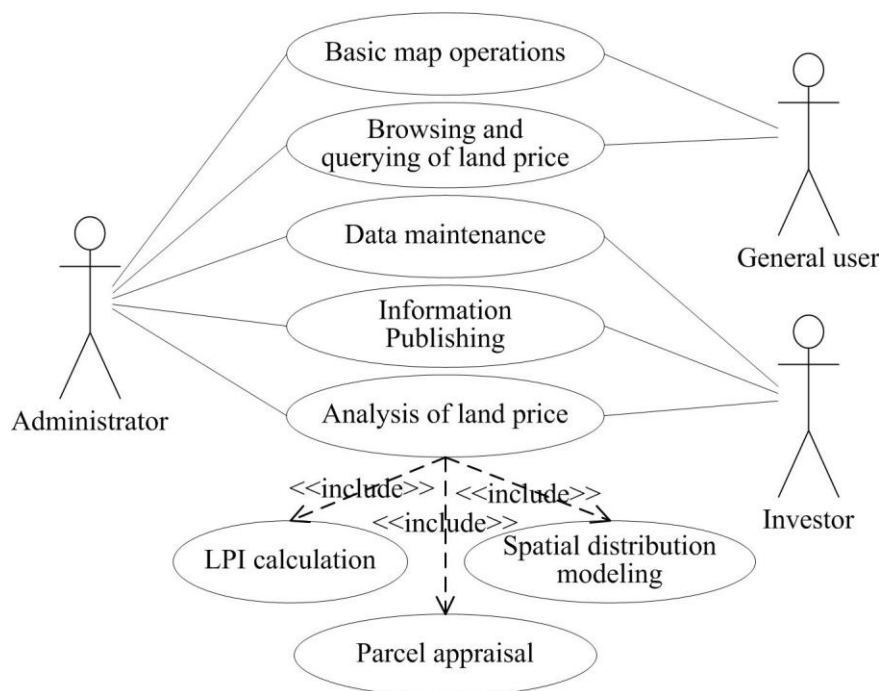 Basic map operations
Browsing and
querying of land price
Data maintenance
General user
Information
Publishing
Administrator
Analysis of land price
<<include>>
<<include>>
<<include>>
Investor
LPI calculation
Spatial distribution
modeling
Parcel appraisal